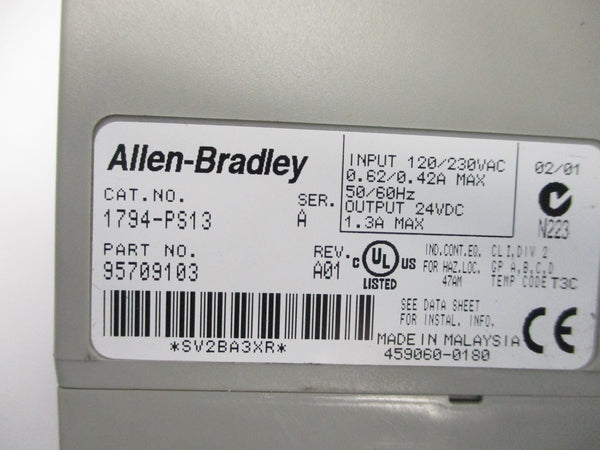 Allen-Bradley
CAT.NO. SER.
1794-PS13 A
PART NO. REV.
95709103 A01
*SV2BA3XR*
INPUT 120/230VAC
0.62/0.42A MAX
50/60Hz
OUTPUT 24VDC
1.3A MAX
02/01
N223
C UL US
LISTED
IND.CONT.EQ. CL I,DIV 2
FOR HAZ.LOC. GP A,B,C,D
47AM TEMP CODE T3C
SEE DATA SHEET
FOR INSTAL. INFO.
MADE IN MALAYSIA
459060-0180
CE